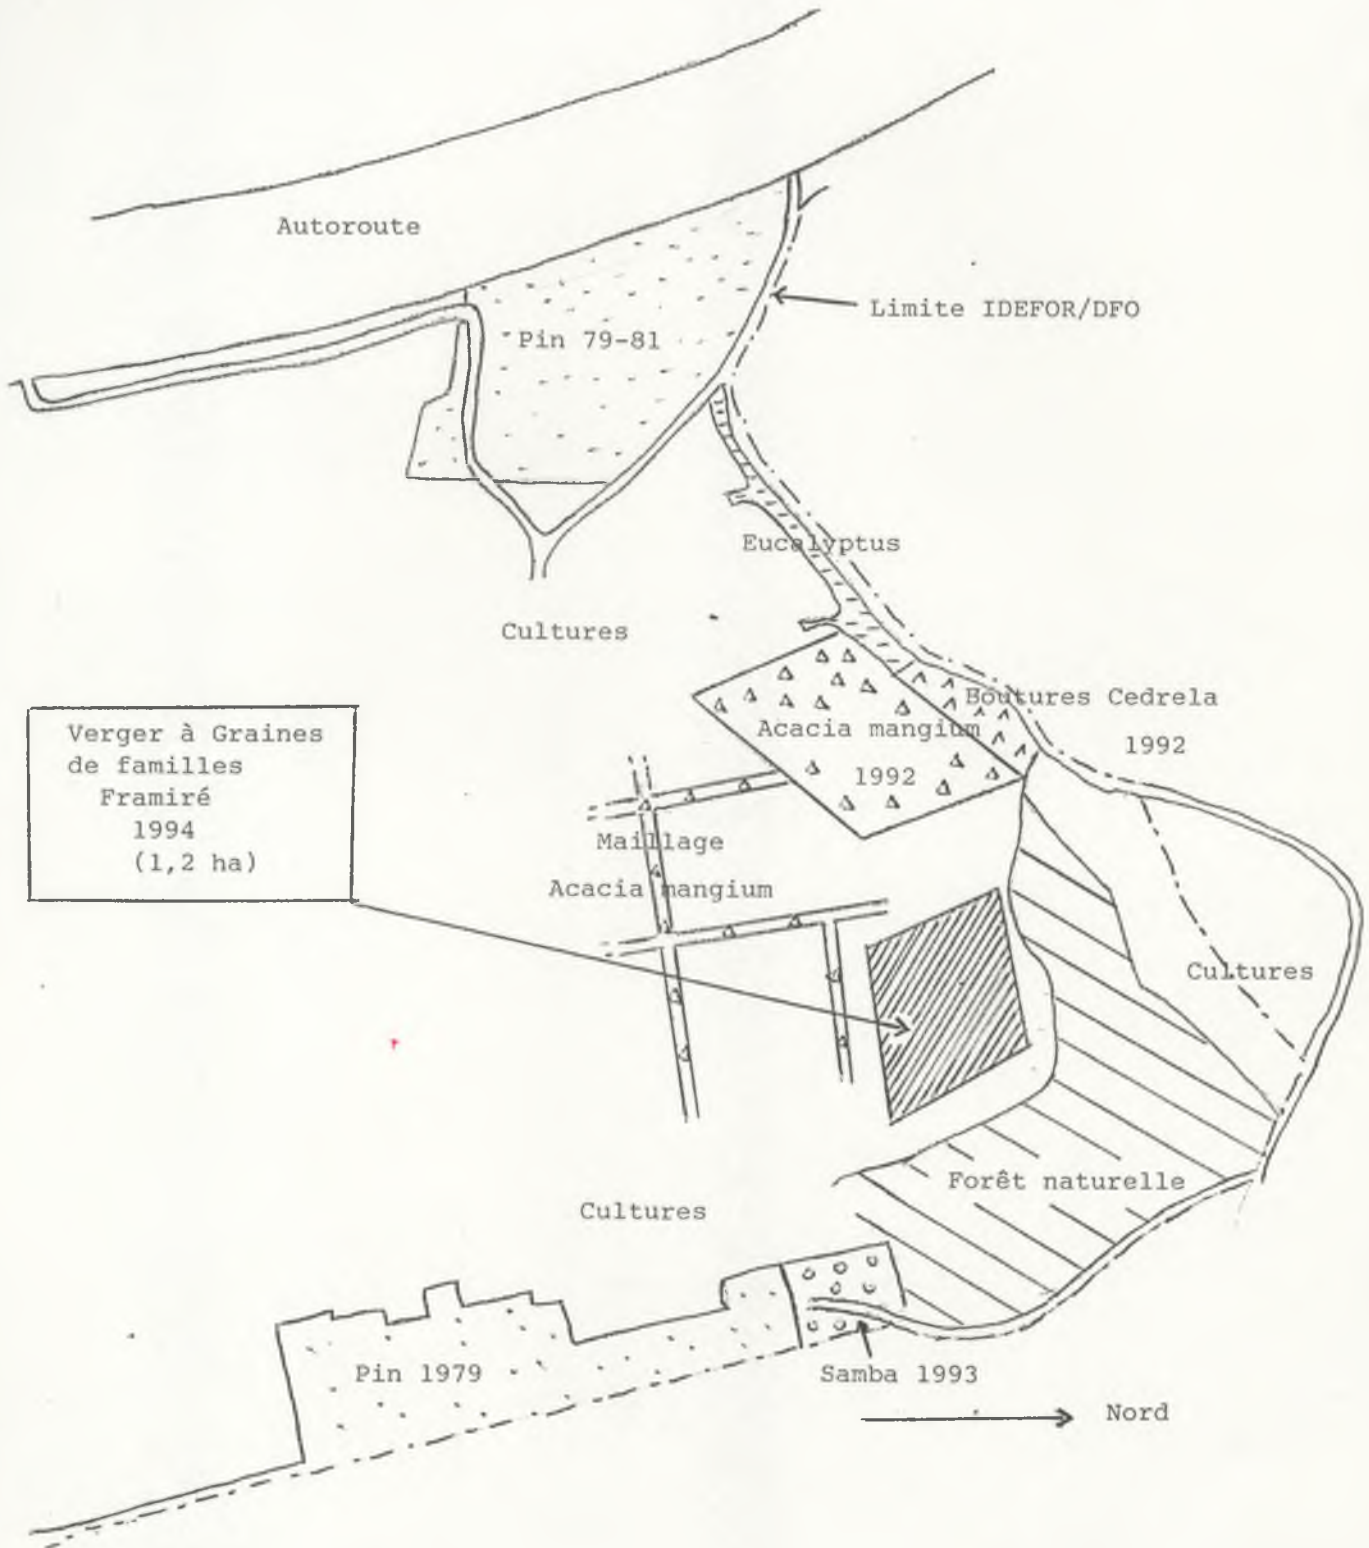 Autoroute
Limite IDEFOR/DFO
Pin 79-81
Eucalyptus
Cultures
Boutures Cedrela
1992
Acacia mangium
1992
Verger à Graines
de familles
Framiré
1994
(1,2 ha)
Maillage
Acacia mangium
Cultures
Forêt naturelle
Cultures
Pin 1979
Samba 1993
Nord